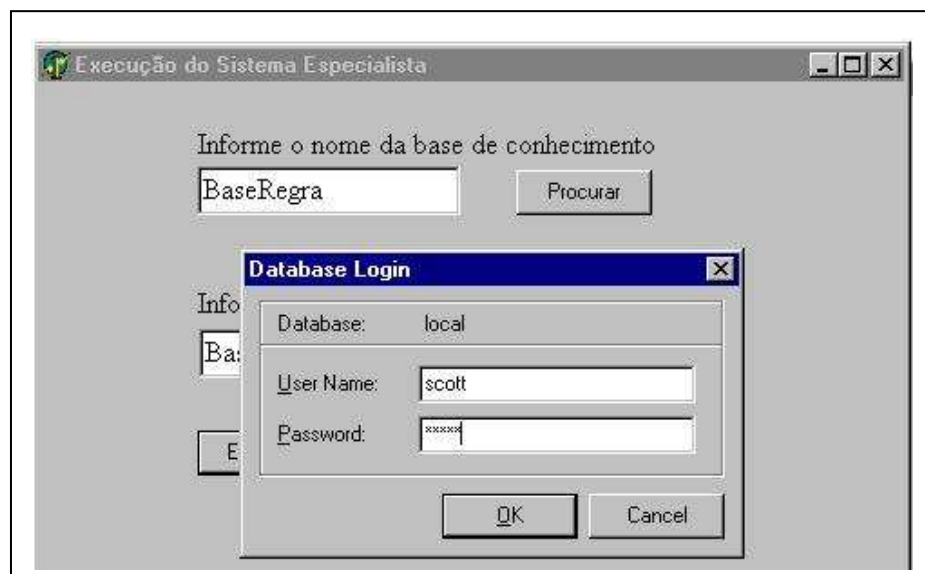 Execução do Sistema Especialista
Informe o nome da base de conhecimento
BaseRegra
Procurar
Database Login
Database: local
User Name: scott
Password: *****
OK Cancel